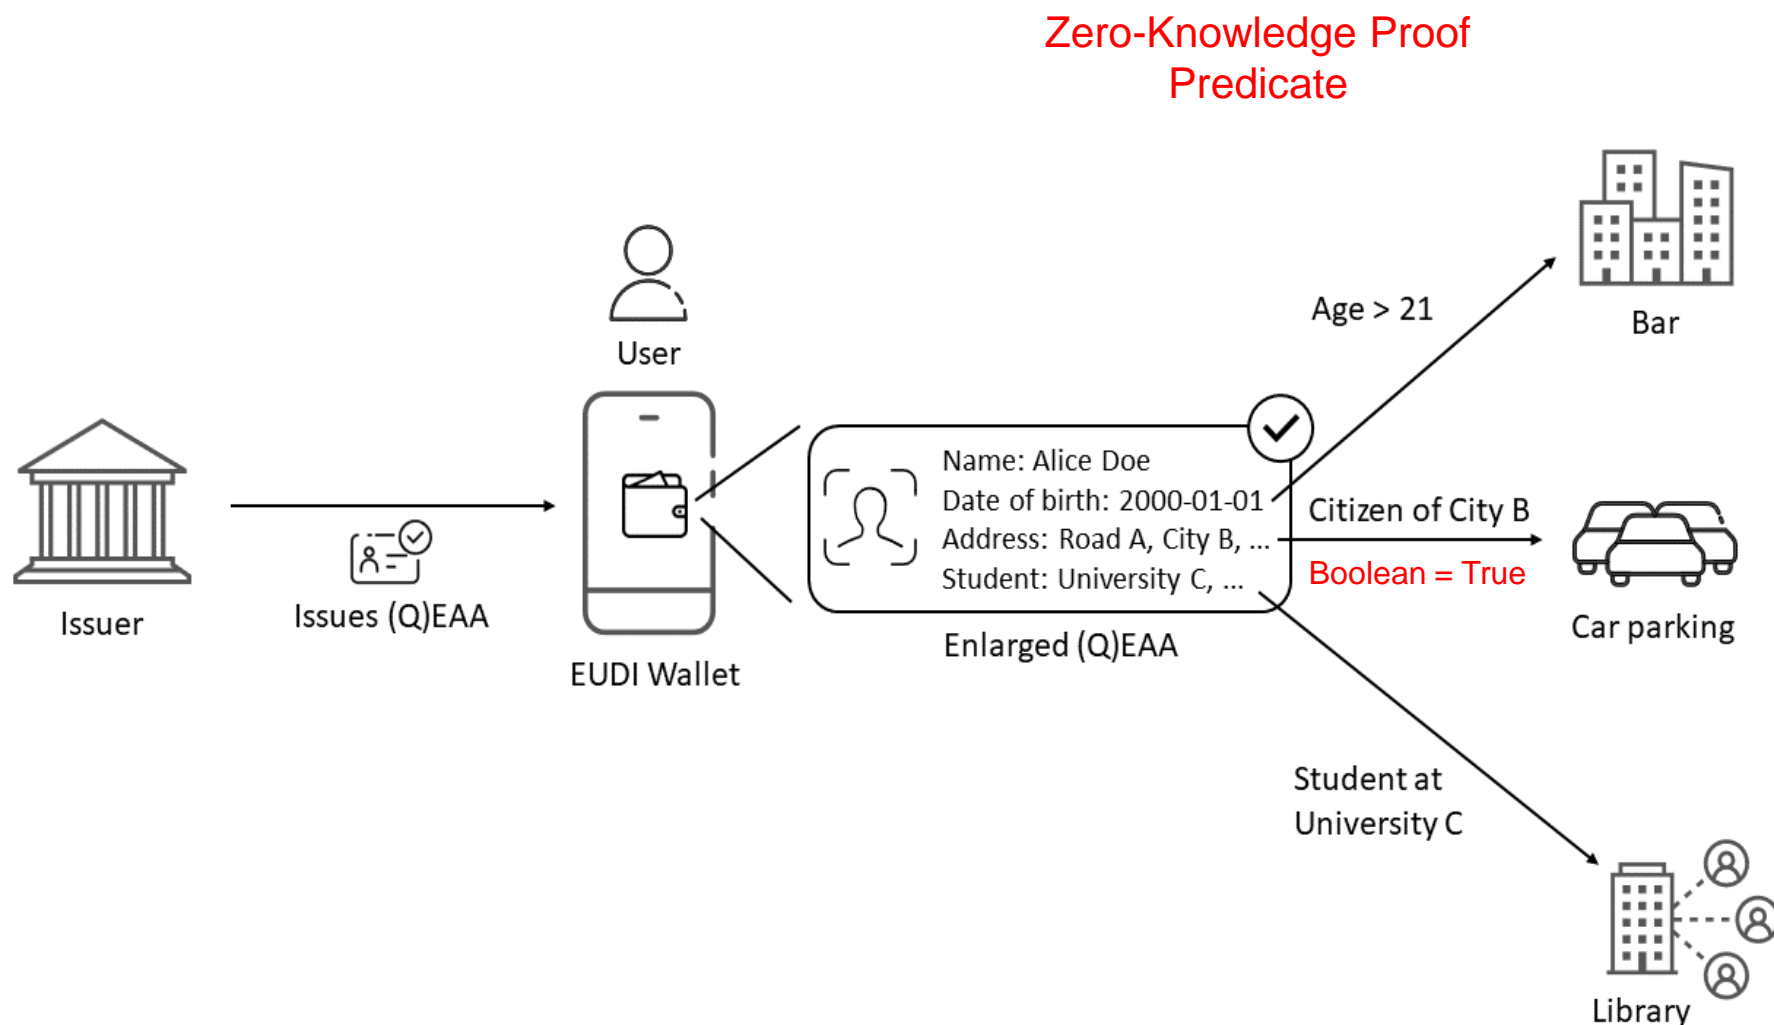 Zero-Knowledge Proof
Predicate
User
Issuer
Issues (Q)EAA
EUDI Wallet
Name: Alice Doe
Date of birth: 2000-01-01
Address: Road A, City B, ...
Student: University C, ...
Enlarged (Q)EAA
Age > 21
Bar
Citizen of City B
Boolean = True
Car parking
Student at
University C
Library